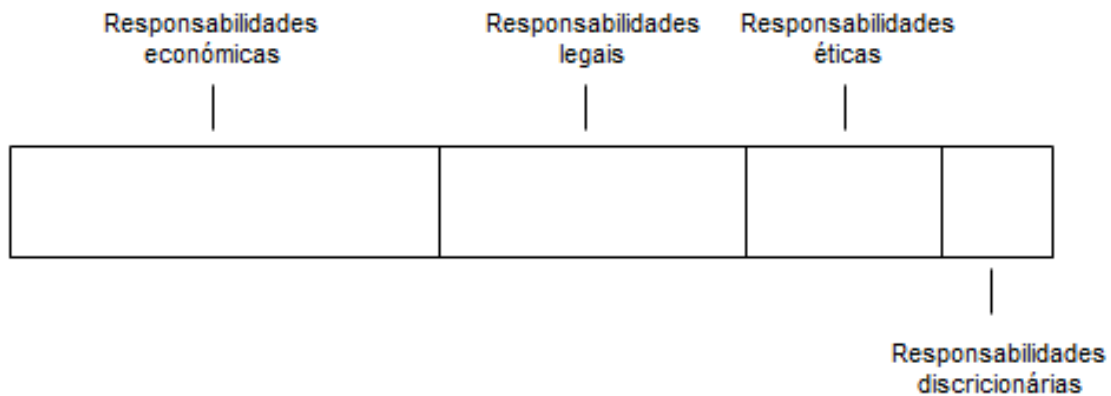 Responsabilidades
económicas
Responsabilidades
legais
Responsabilidades
éticas
Responsabilidades
discricionárias